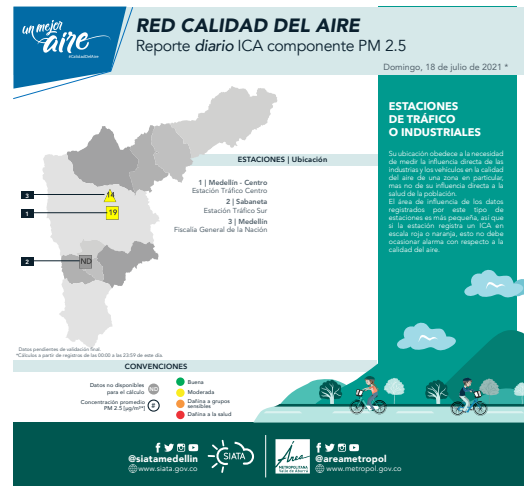 un mejor
aire
#CalidadDelAire
RED CALIDAD DEL AIRE
Reporte diario ICA componente PM 2.5
Domingo, 18 de julio de 2021 *
ESTACIONES
DE TRÁFICO
O INDUSTRIALES
Su ubicación obedece a la necesidad
de medir la influencia directa de las
industrias y los vehículos en la calidad
del aire de una zona en particular,
mas no de su influencia directa a la
salud de la población.
El área de influencia de los datos
registrados por este tipo de
estaciones es más pequeña, así que
si la estación registra un ICA en
escala roja o naranja, esto no debe
ocasionar alarma con respecto a la
calidad del aire.
ESTACIONES | Ubicación
1 | Medellín - Centro
Estación Tráfico Centro
2 | Sabaneta
Estación Tráfico Sur
3 | Medellín
Fiscalía General de la Nación
3
14
1
19
2
ND
Datos pendientes de validación final.
*Cálculos a partir de registros de las 00:00 a las 23:59 de este día.
CONVENCIONES
Datos no disponibles
para el cálculo
ND
Concentración promedio
PM 2.5 [µg/m³*]
#
Buena
Moderada
Dañina a grupos
sensibles
Dañina a la salud
@siatamedellin
www.siata.gov.co
SIATA
Área
METROPOLITANA
Valle de Aburrá
@areametropol
www.metropol.gov.co